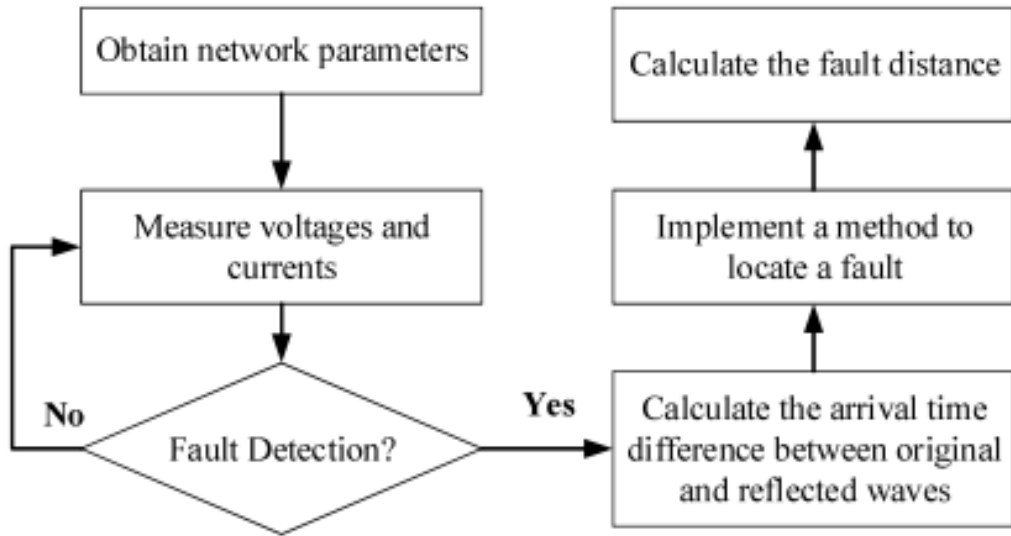 Obtain network parameters
Measure voltages and
currents
Fault Detection?
No
Yes
Calculate the arrival time
difference between original
and reflected waves
Implement a method to
locate a fault
Calculate the fault distance